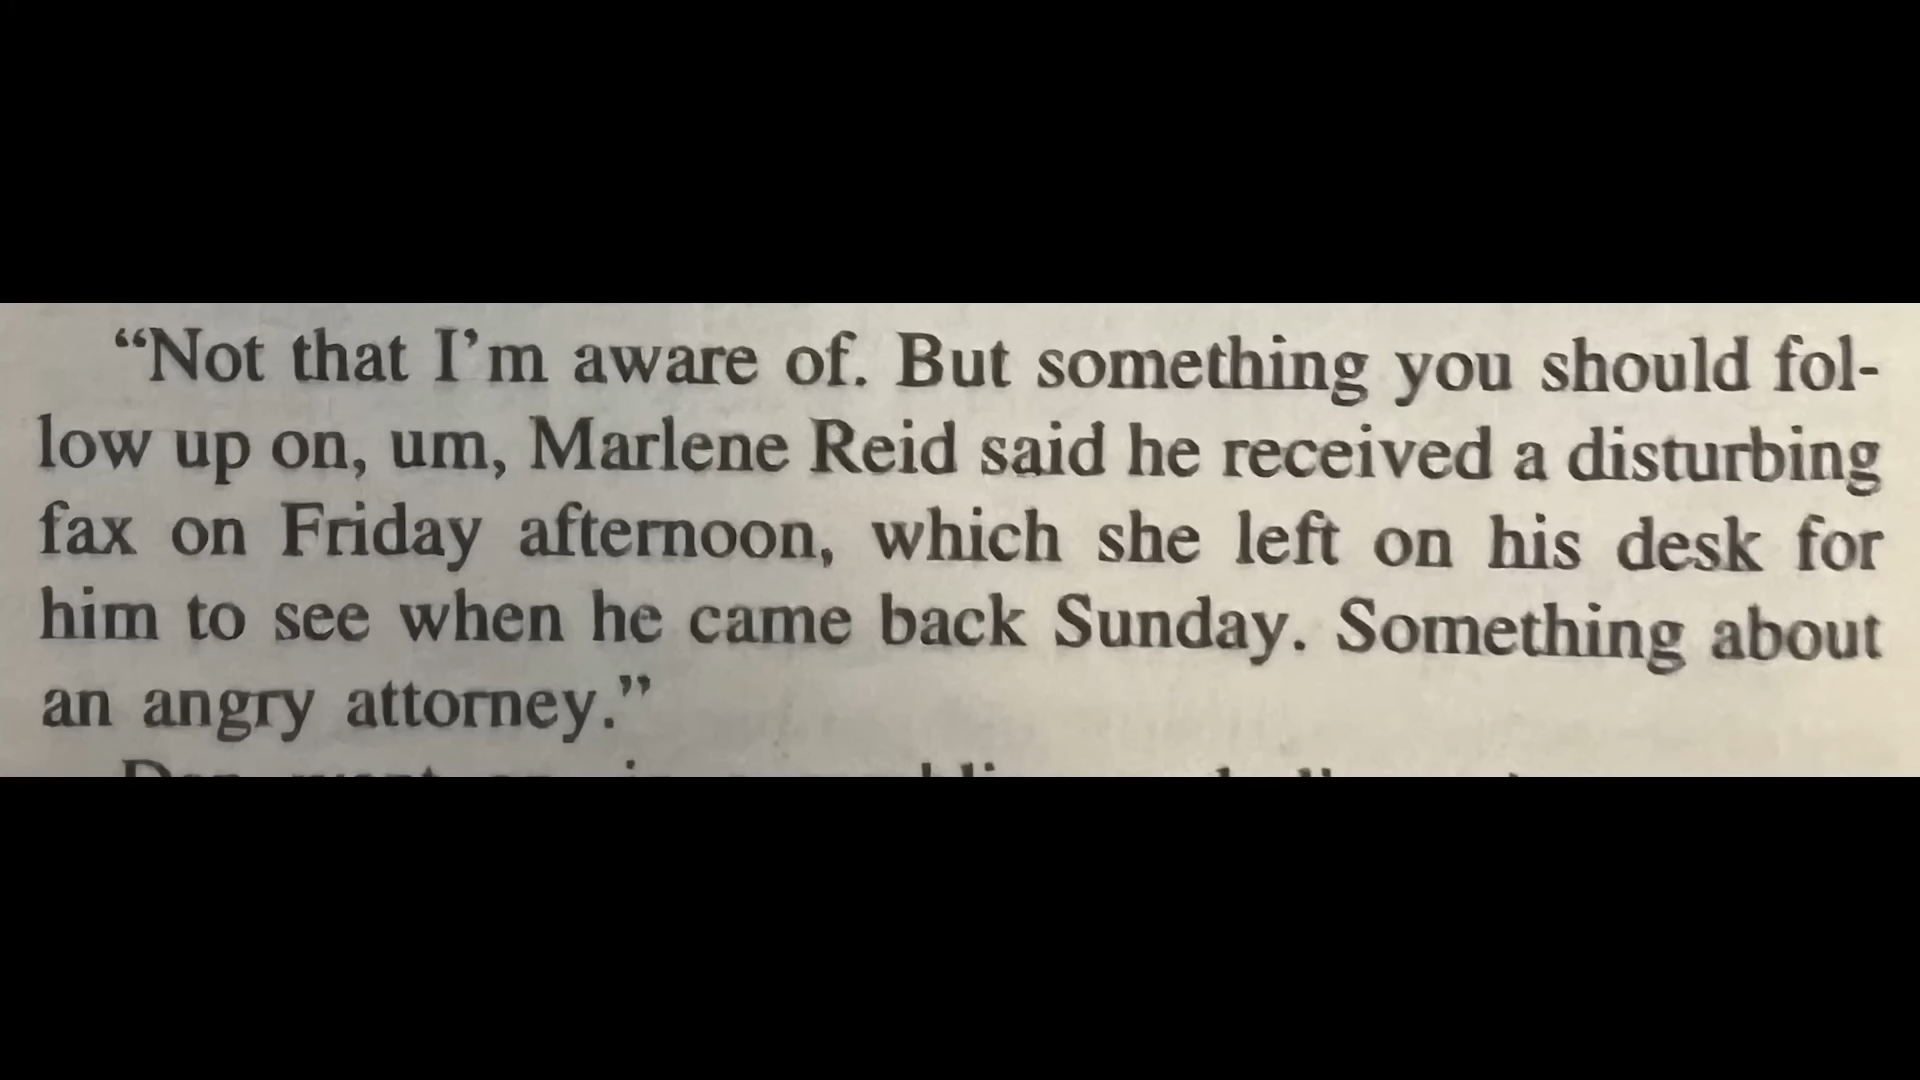 “Not that I’m aware of. But something you should fol-
low up on, um, Marlene Reid said he received a disturbing
fax on Friday afternoon, which she left on his desk for
him to see when he came back Sunday. Something about
an angry attorney.”